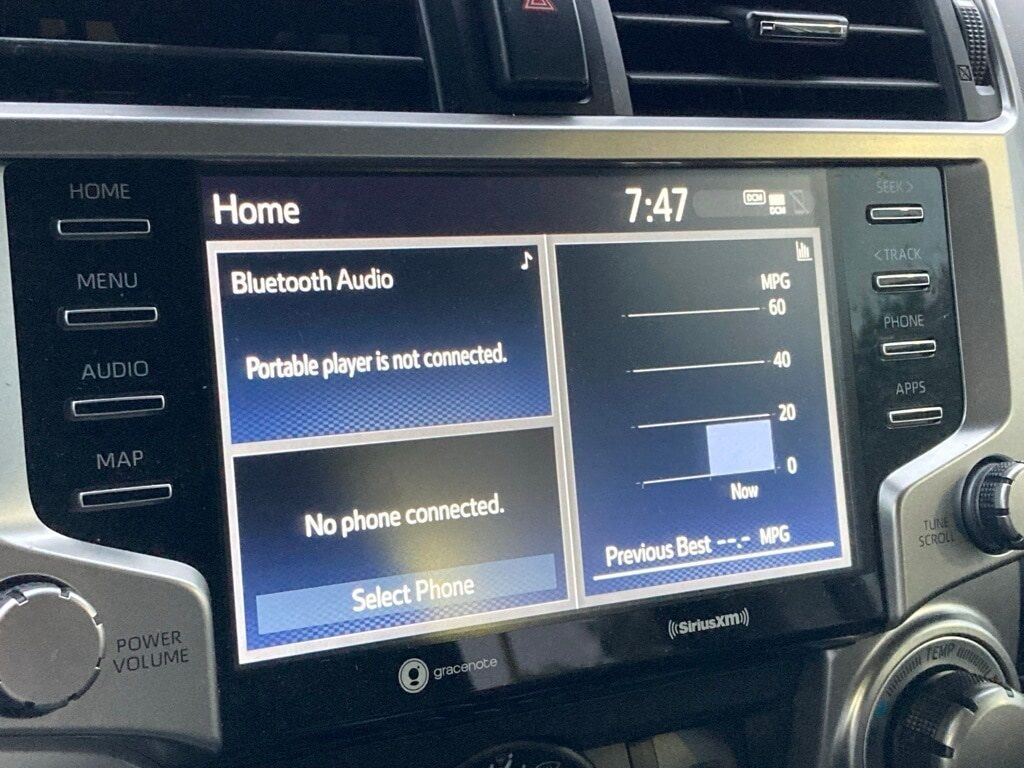 HOME
MENU
AUDIO
MAP
POWER
VOLUME
Home
7:47
DCM
DCM
Bluetooth Audio
Portable player is not connected.
No phone connected.
Select Phone
MPG
60
40
20
0
Now
Previous Best --.- MPG
gracenote
((SiriusXM))
SEEK >
< TRACK
PHONE
APPS
TUNE
SCROLL
TEMP